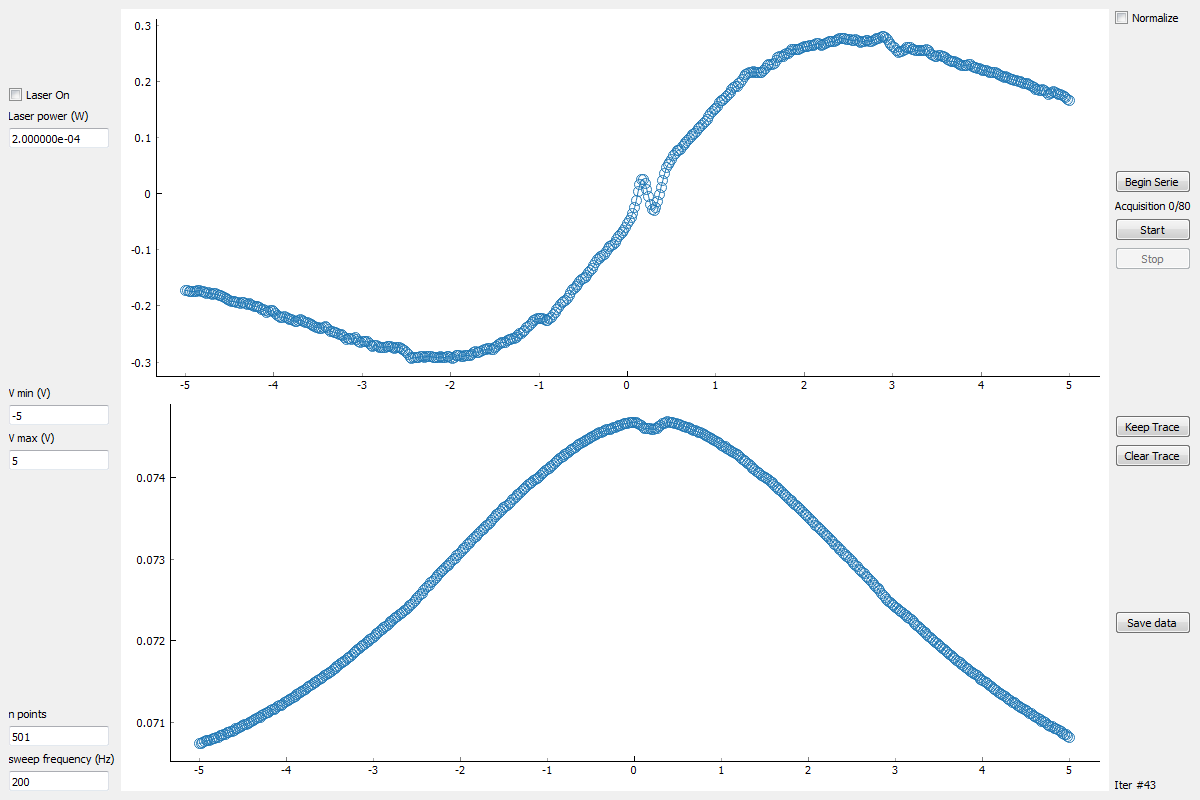 Normalize
Laser On
Laser power (W)
2.000000e-04
0.3
0.2
0.1
0
-0.1
-0.2
-0.3
-5 -4 -3 -2 -1 0 1 2 3 4 5
Begin Serie
Acquisition 0/80
Start
Stop
V min (V)
-5
V max (V)
5
0.074
0.073
0.072
0.071
-5 -4 -3 -2 -1 0 1 2 3 4 5
Keep Trace
Clear Trace
Save data
n points
501
sweep frequency (Hz)
200
Iter #43